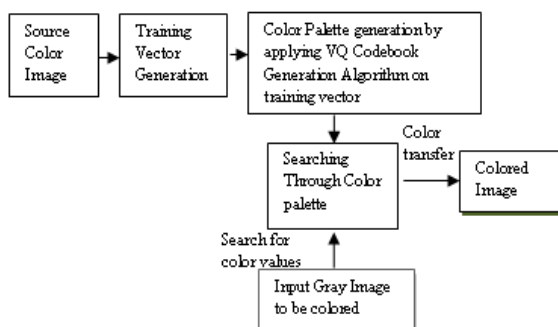 Source
Color
Image
Training
Vector
Generation
Color Palette generation by
applying VQ Codebook
Generation Algorithm on
training vector
Color
transfer
Searching
Through Color
palette
Colored
Image
Search for
color values
Input Gray Image
to be colored